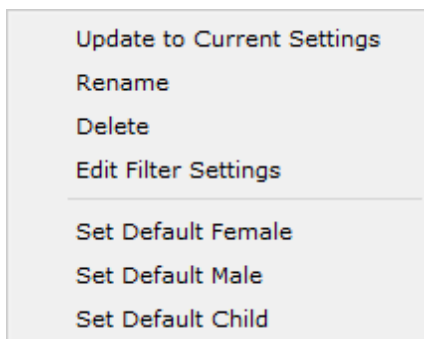 Update to Current Settings
Rename
Delete
Edit Filter Settings
Set Default Female
Set Default Male
Set Default Child